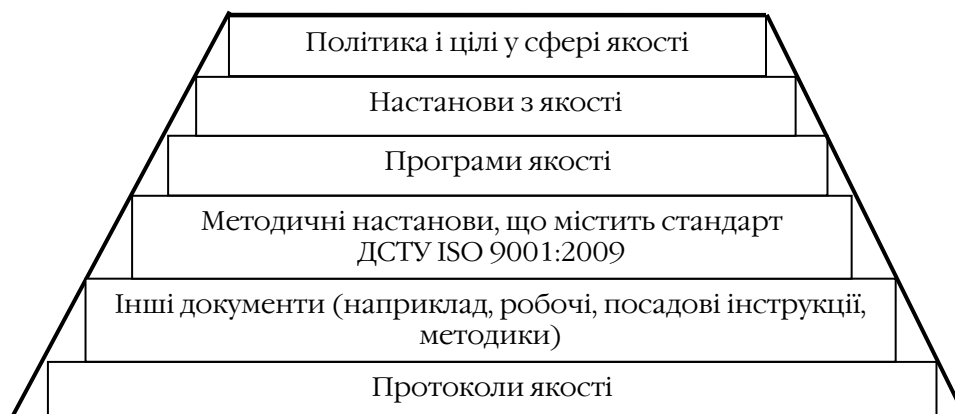 Політика і цілі у сфері якості
Настанови з якості
Програми якості
Методичні настанови, що містить стандарт
ДСТУ ISO 9001:2009
Інші документи (наприклад, робочі, посадові інструкції,
методики)
Протоколи якості